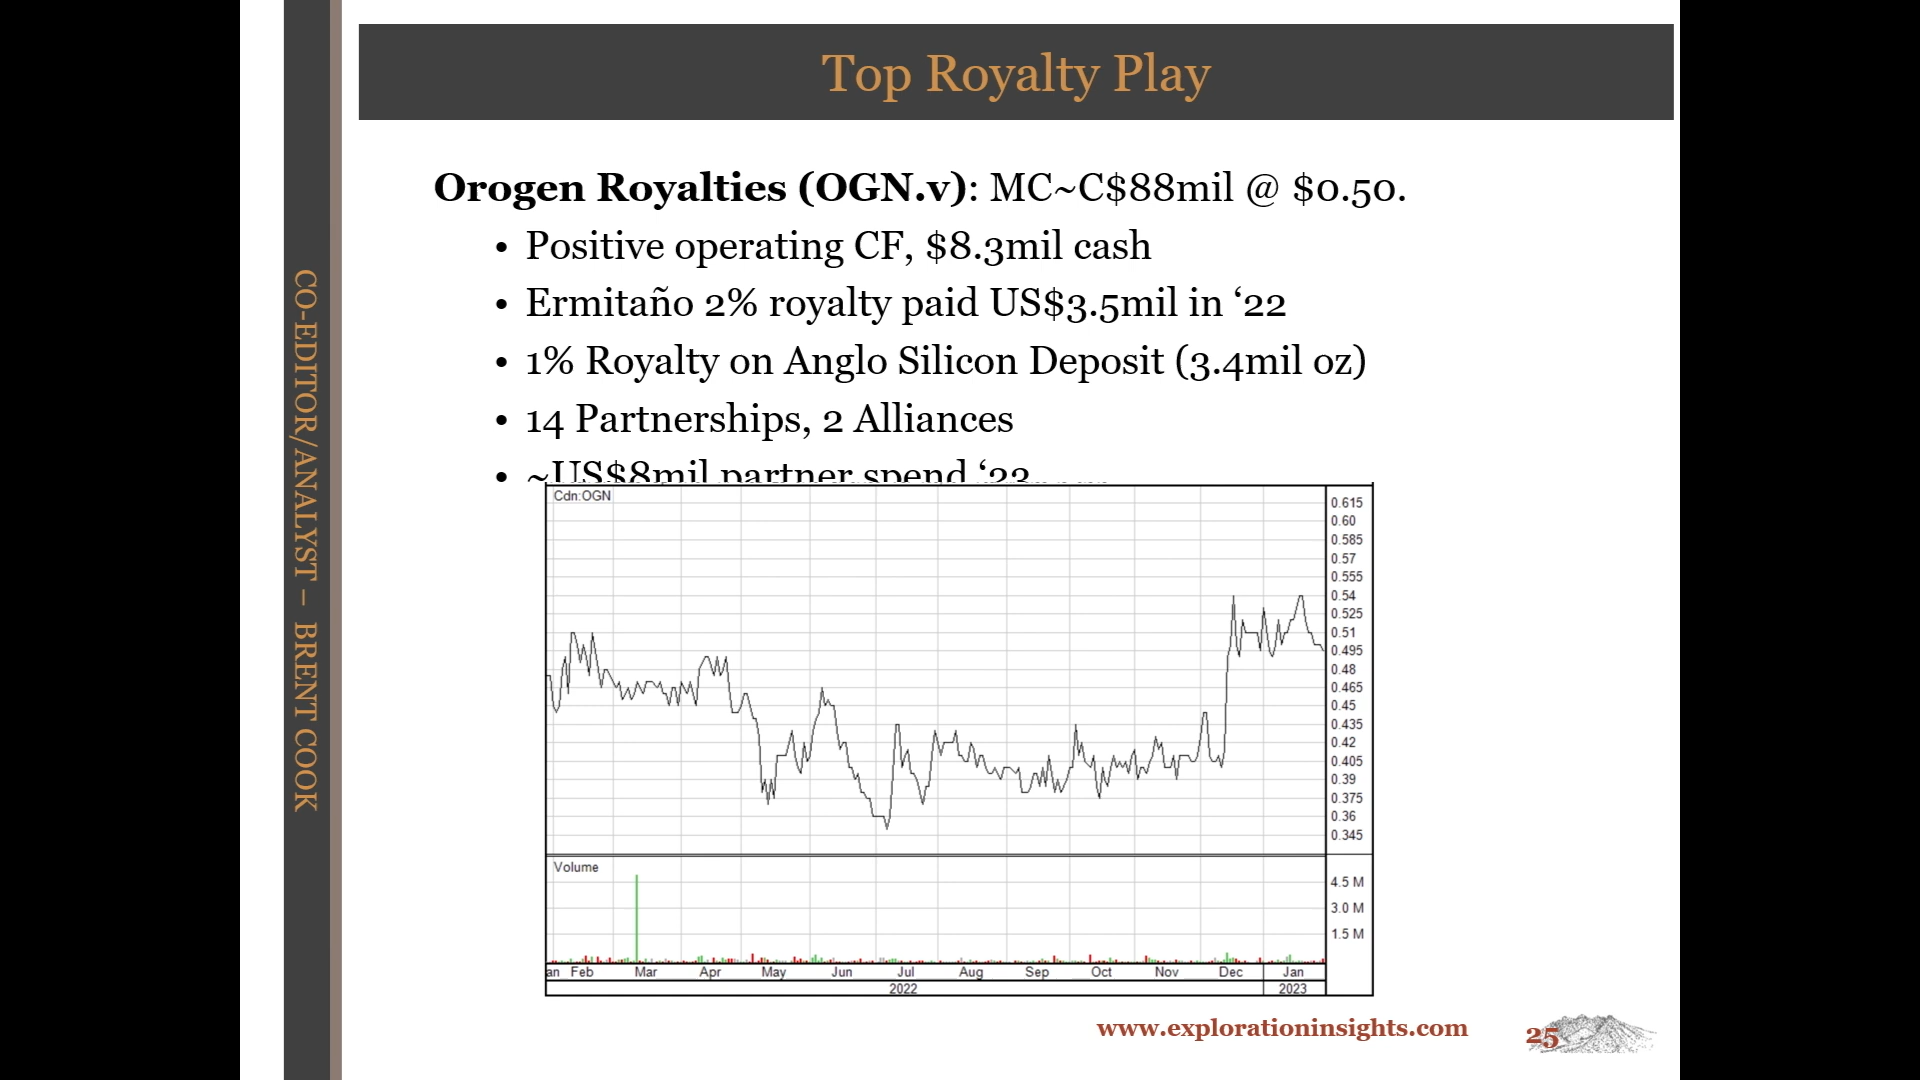 Top Royalty Play
CO-EDITOR/ANALYST – BRENT COOK
Orogen Royalties (OGN.v): MC~C$88mil @ $0.50.
• Positive operating CF, $8.3mil cash
• Ermitaño 2% royalty paid US$3.5mil in ‘22
• 1% Royalty on Anglo Silicon Deposit (3.4mil oz)
• 14 Partnerships, 2 Alliances
• ~US$8mil partner spend ‘23
Cdn:OGN
0.615
0.60
0.585
0.57
0.555
0.54
0.525
0.51
0.495
0.48
0.465
0.45
0.435
0.42
0.405
0.39
0.375
0.36
0.345
Volume
4.5 M
3.0 M
1.5 M
an Feb Mar Apr May Jun Jul Aug Sep Oct Nov Dec Jan
2022 2023
www.explorationinsights.com 25